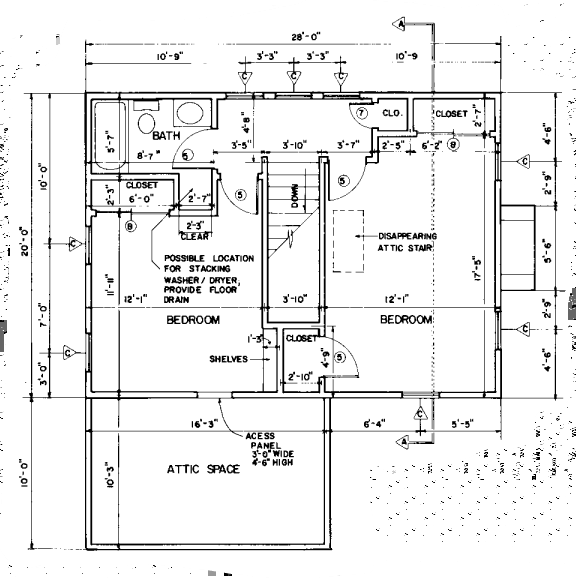 A
28'-0"
10'-9"
3'-3"
3'-3"
10'-9
C
C
C
7
CLO.
CLOSET
2'-7"
4'-6"
BATH
5'-7"
4'-8"
8'-7"
5
3'-5"
3'-10"
3'-7"
2'-5"
6'-2"
8
C
10'-0"
CLOSET
2'-3"
6'-0"
2'-7"
5
5
2'-9"
DOWN
8
2'-3"
CLEAR
DISAPPEARING
ATTIC STAIR
C
20'-0"
5'-6"
POSSIBLE LOCATION
FOR STACKING
WASHER/ DRYER,
PROVIDE FLOOR
DRAIN
11'-11"
17'-5"
12'-1"
3'-10"
12'-1"
2'-9"
7'-0"
BEDROOM
BEDROOM
C
1'-3"
CLOSET
SHELVES
4'-9"
5
C
2'-10"
3'-0"
4'-6"
C
16'-3"
6'-4"
5'-5"
A
ACESS
PANEL
3'-0" WIDE
4'-6" HIGH
ATTIC SPACE
10'-0"
10'-3"